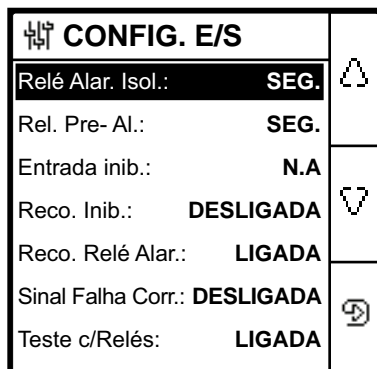 CONFIG. E/S
Relé Alar. Isol.: SEG.
Rel. Pre- Al.: SEG.
Entrada inib.: N.A
Reco. Inib.: DESLIGADA
Reco. Relé Alar.: LIGADA
Sinal Falha Corr.: DESLIGADA
Teste c/Relés: LIGADA